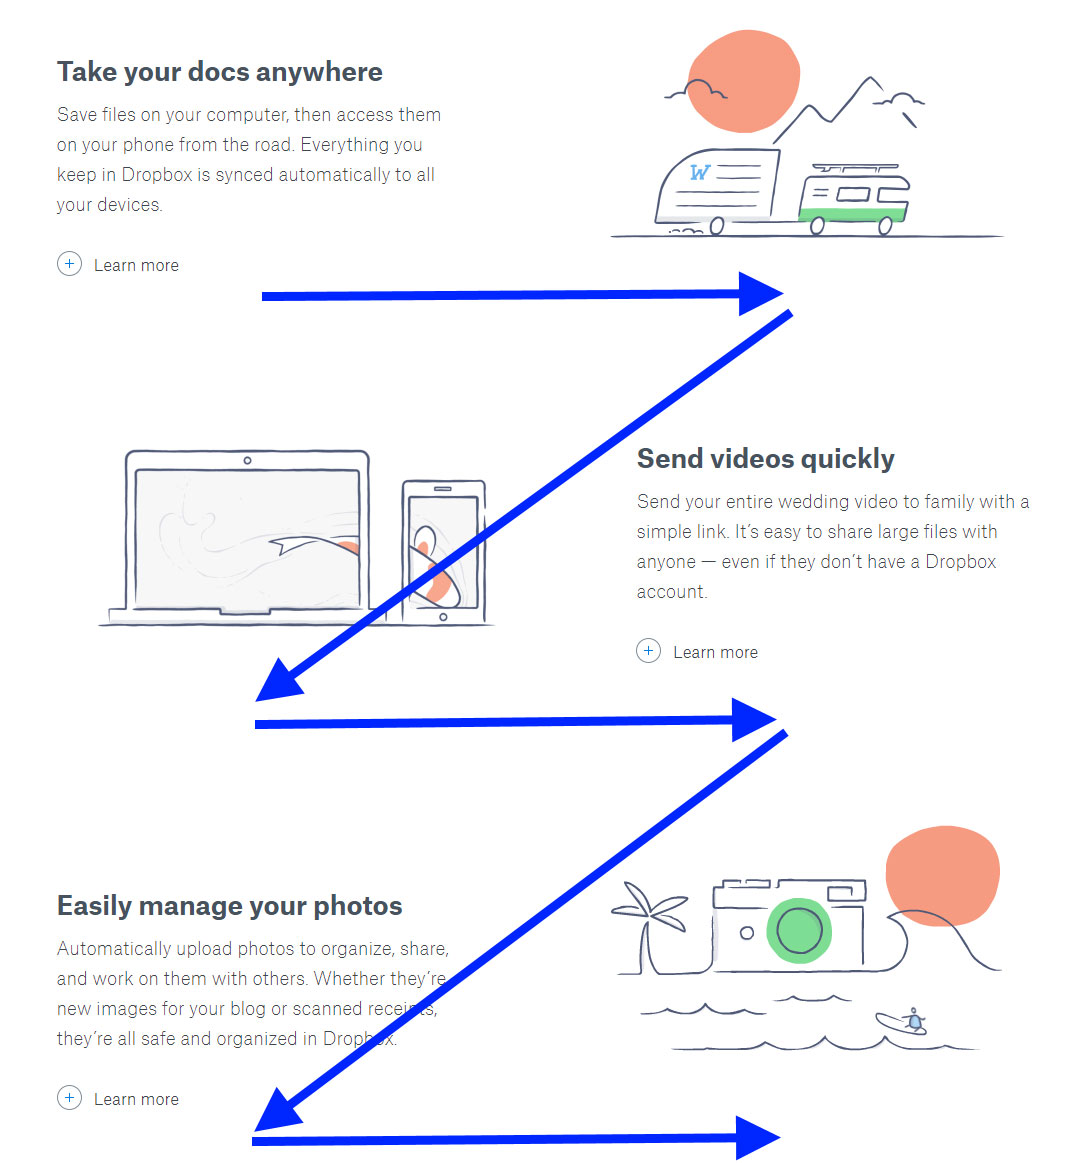 Take your docs anywhere
Save files on your computer, then access them
on your phone from the road. Everything you
keep in Dropbox is synced automatically to all
your devices.
Learn more
W
Send videos quickly
Send your entire wedding video to family with a
simple link. It’s easy to share large files with
anyone — even if they don’t have a Dropbox
account.
Learn more
Easily manage your photos
Automatically upload photos to organize, share,
and work on them with others. Whether they’re
new images for your blog or scanned receipts,
they’re all safe and organized in Dropbox.
Learn more